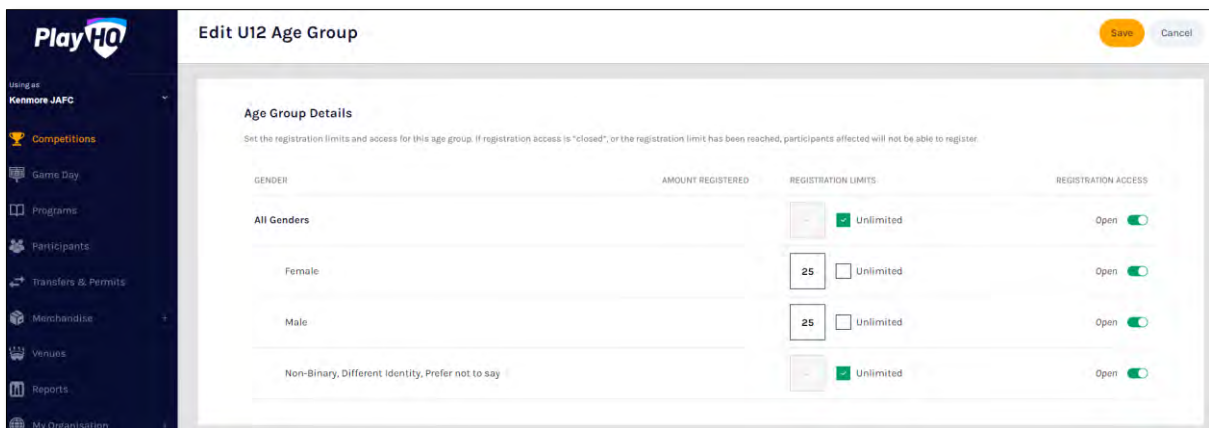 PlayHQ
Edit U12 Age Group
Save
Cancel
Using as
Kenmore JAFC
Competitions
Game Day
Programs
Participants
Transfers & Permits
Merchandise
Venues
Reports
My Organisation
Age Group Details
Set the registration limits and access for this age group. If registration access is "closed", or the registration limit has been reached, participants affected will not be able to register.
GENDER AMOUNT REGISTERED REGISTRATION LIMITS REGISTRATION ACCESS
All Genders - Unlimited Open
Female 25 Unlimited Open
Male 25 Unlimited Open
Non-Binary, Different Identity, Prefer not to say - Unlimited Open